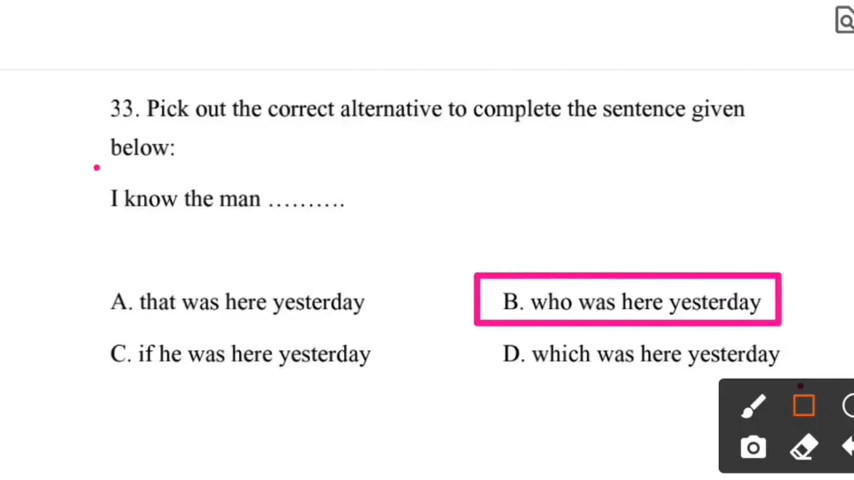 33. Pick out the correct alternative to complete the sentence given
below:
I know the man ..........
A. that was here yesterday
B. who was here yesterday
C. if he was here yesterday
D. which was here yesterday